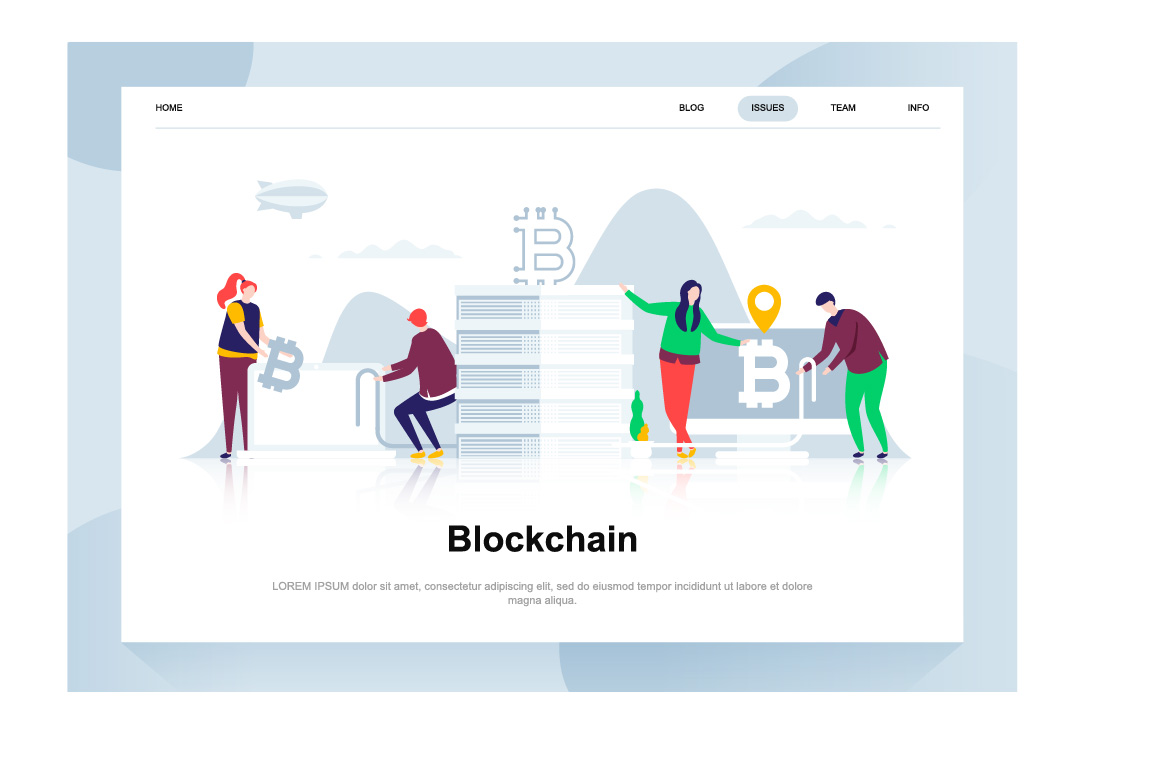 HOME
BLOG
ISSUES
TEAM
INFO
Blockchain
LOREM IPSUM dolor sit amet, consectetur adipiscing elit, sed do eiusmod tempor incididunt ut labore et dolore
magna aliqua.